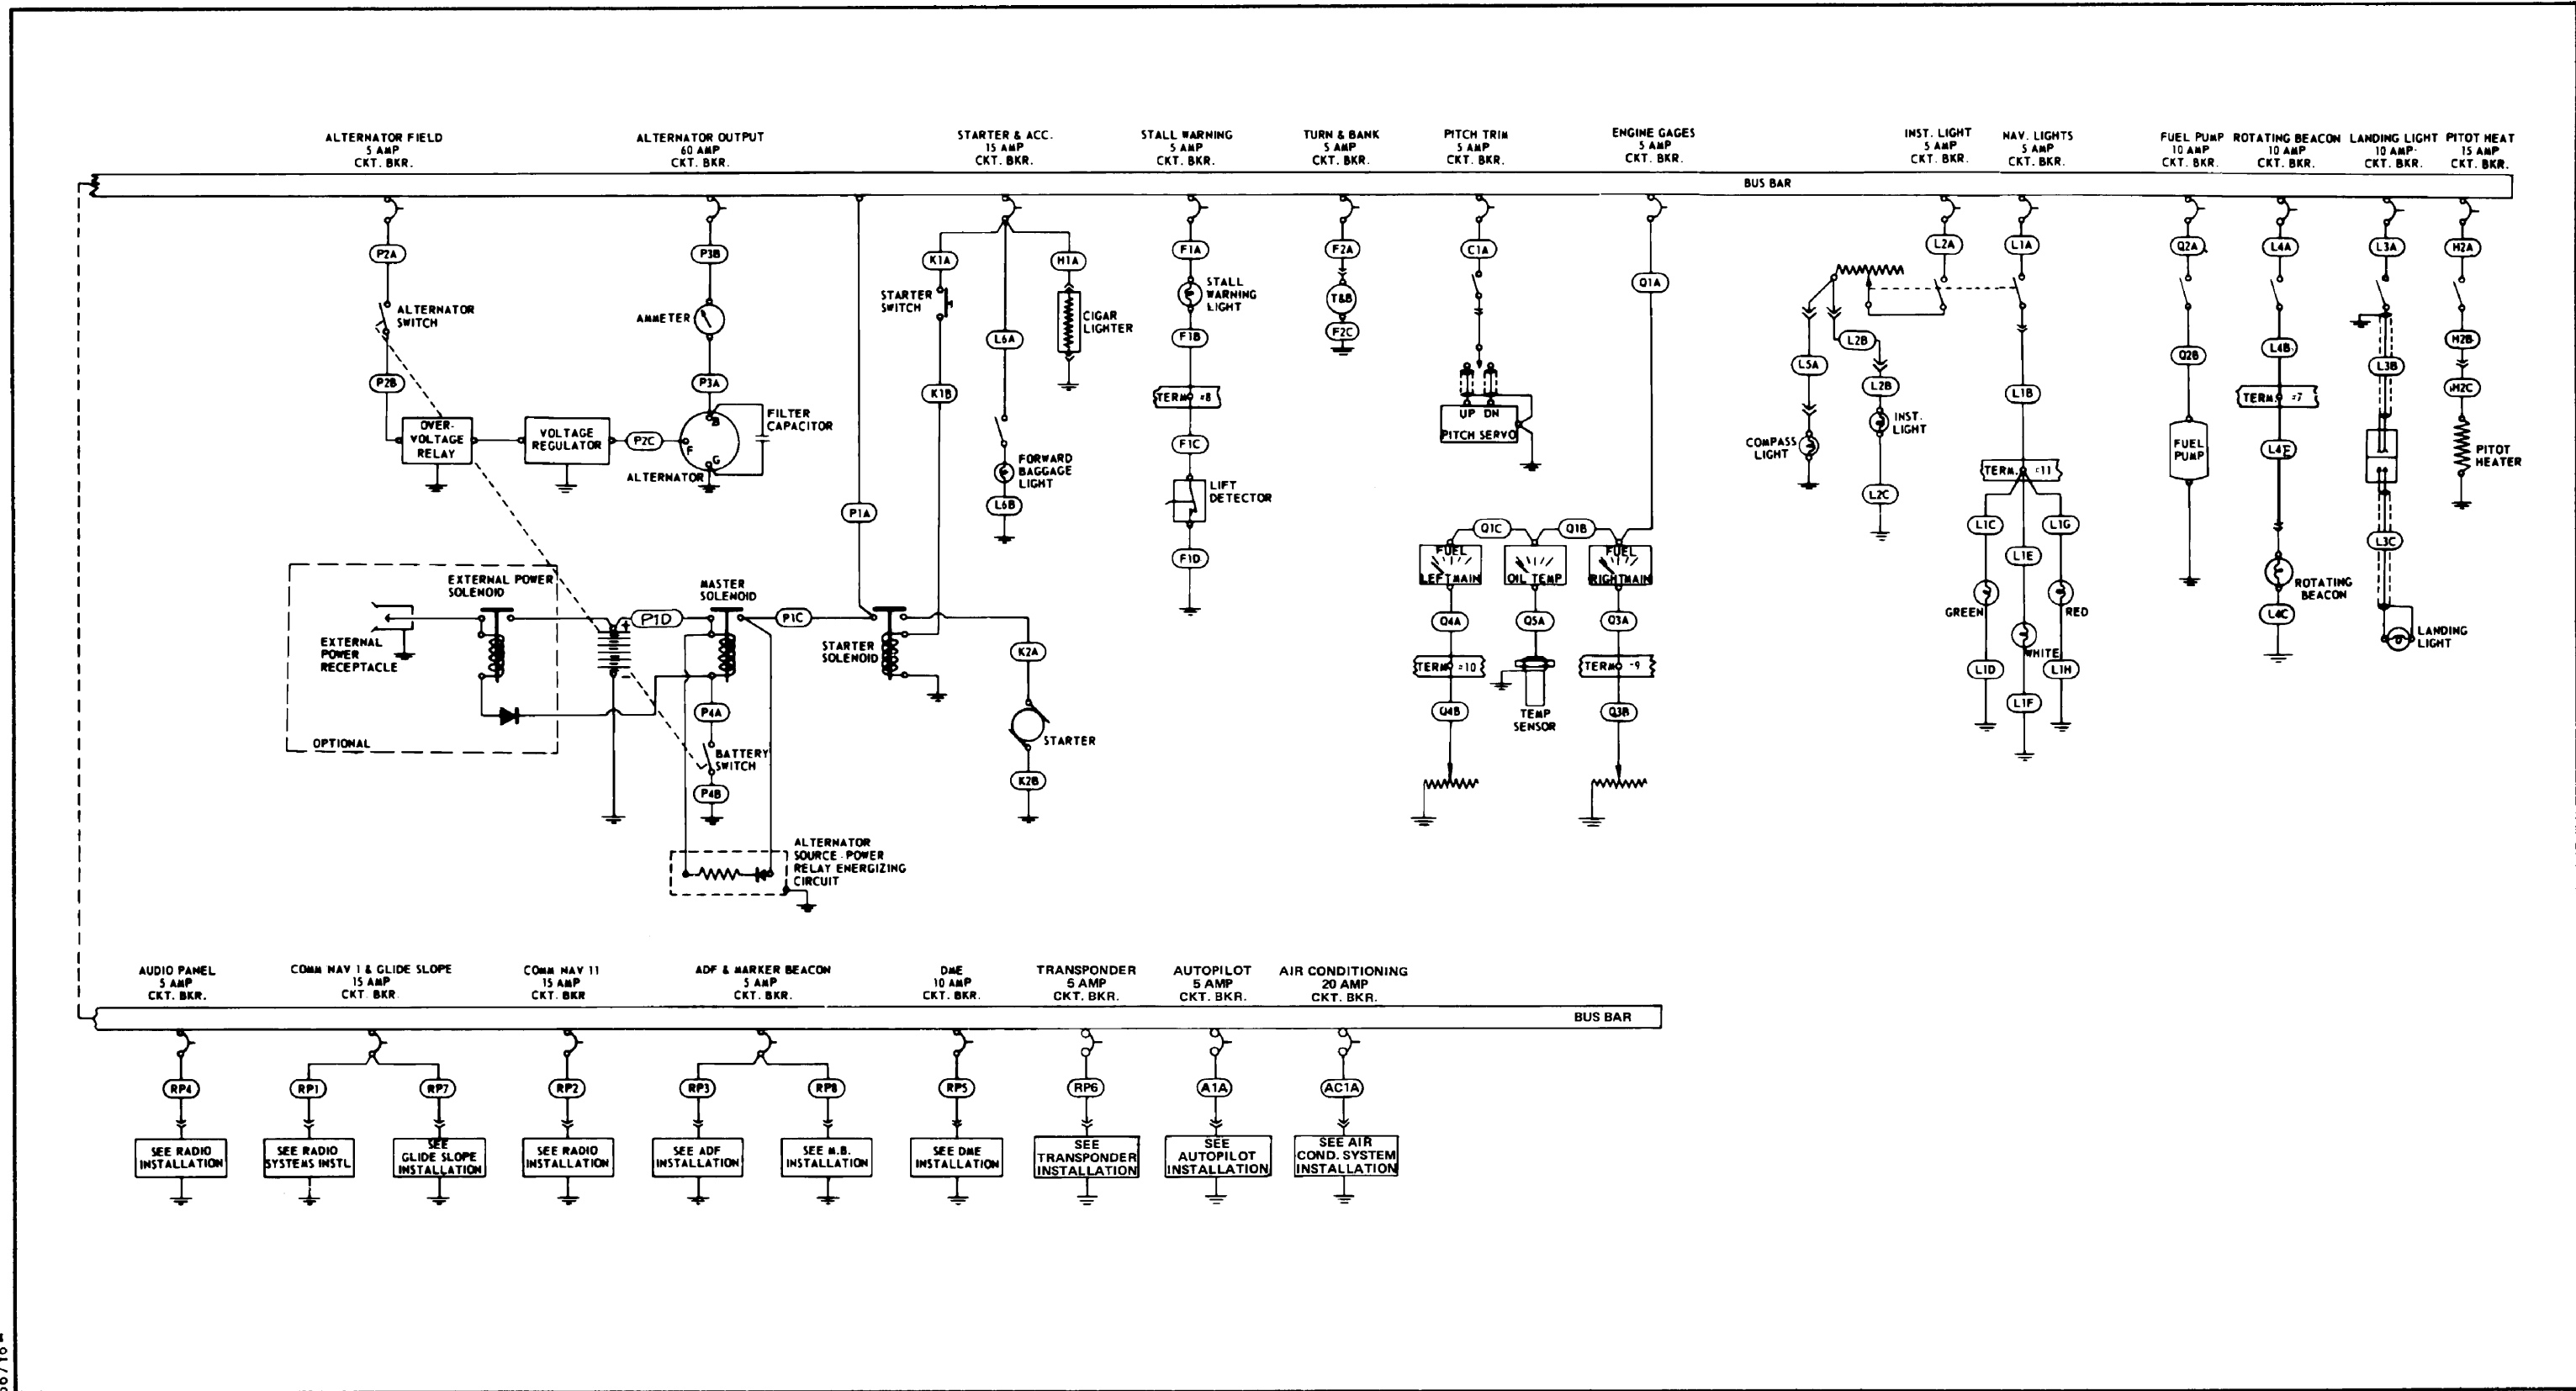 ALTERNATOR FIELD
5 AMP
CKT. BKR.
ALTERNATOR OUTPUT
60 AMP
CKT. BKR.
STARTER & ACC.
15 AMP
CKT. BKR.
STALL WARNING
5 AMP
CKT. BKR.
TURN & BANK
5 AMP
CKT. BKR.
PITCH TRIM
5 AMP
CKT. BKR.
ENGINE GAGES
5 AMP
CKT. BKR.
INST. LIGHT
5 AMP
CKT. BKR.
NAV. LIGHTS
5 AMP
CKT. BKR.
FUEL PUMP
10 AMP
CKT. BKR.
ROTATING BEACON
10 AMP
CKT. BKR.
LANDING LIGHT
10 AMP
CKT. BKR.
PITOT HEAT
15 AMP
CKT. BKR.
BUS BAR
P2A
ALTERNATOR
SWITCH
P2B
OVER-
VOLTAGE
RELAY
VOLTAGE
REGULATOR
P2C
P3B
AMMETER
P3A
B
F
G
FILTER
CAPACITOR
ALTERNATOR
P1A
K1A
STARTER
SWITCH
K1B
L6A
FORWARD
BAGGAGE
LIGHT
L6B
H1A
CIGAR
LIGHTER
F1A
STALL
WARNING
LIGHT
F1B
TERM. =8
F1C
LIFT
DETECTOR
F1D
F2A
T&B
F2C
C1A
UP DN
PITCH SERVO
Q1A
Q1C
Q1B
FUEL
LEFT MAIN
OIL TEMP
FUEL
RIGHT MAIN
Q4A
Q5A
Q3A
TERM. =10
TERM. -9
Q4B
TEMP
SENSOR
Q3B
L2A
L2B
L5A
L2B
COMPASS
LIGHT
INST.
LIGHT
L2C
L1A
L1B
TERM. =11
L1C
L1G
L1E
GREEN
RED
WHITE
L1D
L1H
L1F
Q2A
Q2B
FUEL
PUMP
L4A
L4B
TERM. =7
L4E
ROTATING
BEACON
L4C
L3A
L3B
L3C
LANDING
LIGHT
H2A
H2B
H2C
PITOT
HEATER
EXTERNAL POWER
SOLENOID
EXTERNAL
POWER
RECEPTACLE
OPTIONAL
+
P1D
-
MASTER
SOLENOID
P1C
STARTER
SOLENOID
K2A
STARTER
K2B
P4A
BATTERY
SWITCH
P4B
ALTERNATOR
SOURCE-POWER
RELAY ENERGIZING
CIRCUIT
AUDIO PANEL
5 AMP
CKT. BKR.
COMM NAV 1 & GLIDE SLOPE
15 AMP
CKT. BKR.
COMM NAV 11
15 AMP
CKT. BKR
ADF & MARKER BEACON
5 AMP
CKT. BKR.
DME
10 AMP
CKT. BKR.
TRANSPONDER
5 AMP
CKT. BKR.
AUTOPILOT
5 AMP
CKT. BKR.
AIR CONDITIONING
20 AMP
CKT. BKR.
BUS BAR
RP4
RP1
RP7
RP2
RP3
RP8
RP5
RP6
A1A
AC1A
SEE RADIO
INSTALLATION
SEE RADIO
SYSTEMS INSTL
SEE
GLIDE SLOPE
INSTALLATION
SEE RADIO
INSTALLATION
SEE ADF
INSTALLATION
SEE M.B.
INSTALLATION
SEE DME
INSTALLATION
SEE
TRANSPONDER
INSTALLATION
SEE
AUTOPILOT
INSTALLATION
SEE AIR
COND. SYSTEM
INSTALLATION